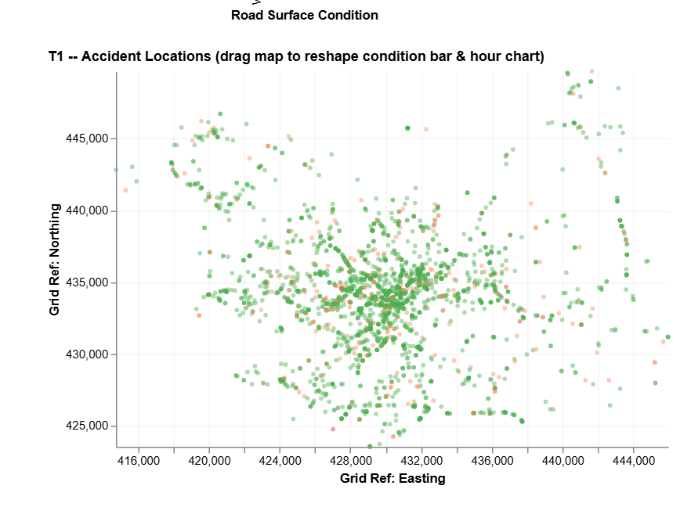 Road Surface Condition
T1 -- Accident Locations (drag map to reshape condition bar & hour chart)
445,000
440,000
435,000
430,000
425,000
Grid Ref: Northing
416,000 420,000 424,000 428,000 432,000 436,000 440,000 444,000
Grid Ref: Easting